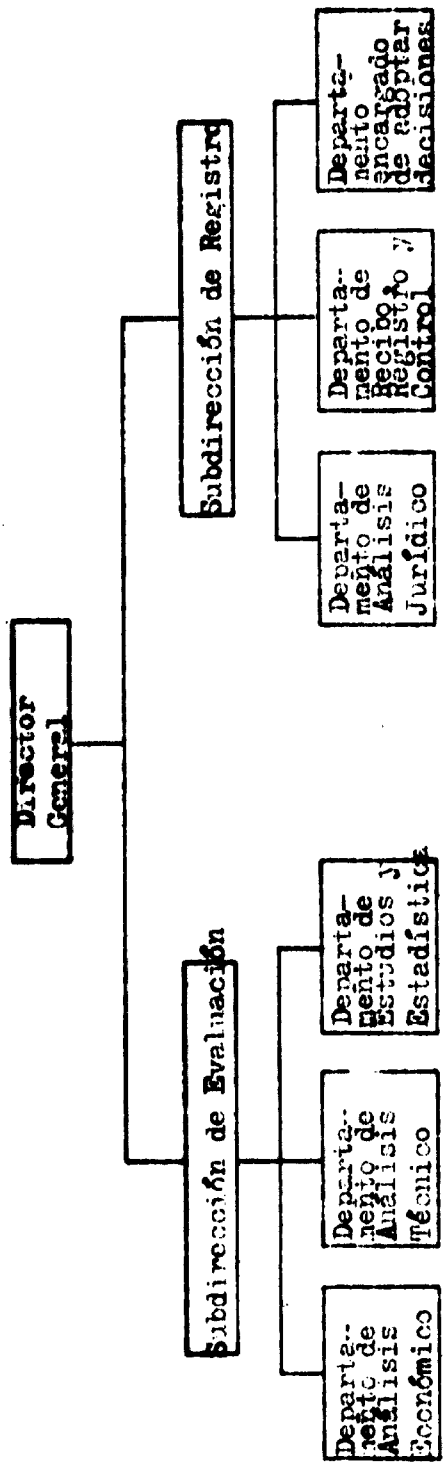 Director
General
Subdirección de Evaluación
Subdirección de Registro
Departa-
mento de
Análisis
Económico
Departa-
mento de
Análisis
Técnico
Departa-
mento de
Estudios y
Estadística
Departa-
mento de
Análisis
Jurídico
Departa-
mento de
Recibo,
Registro y
Control
Departa-
mento
encargado
de adoptar
decisiones